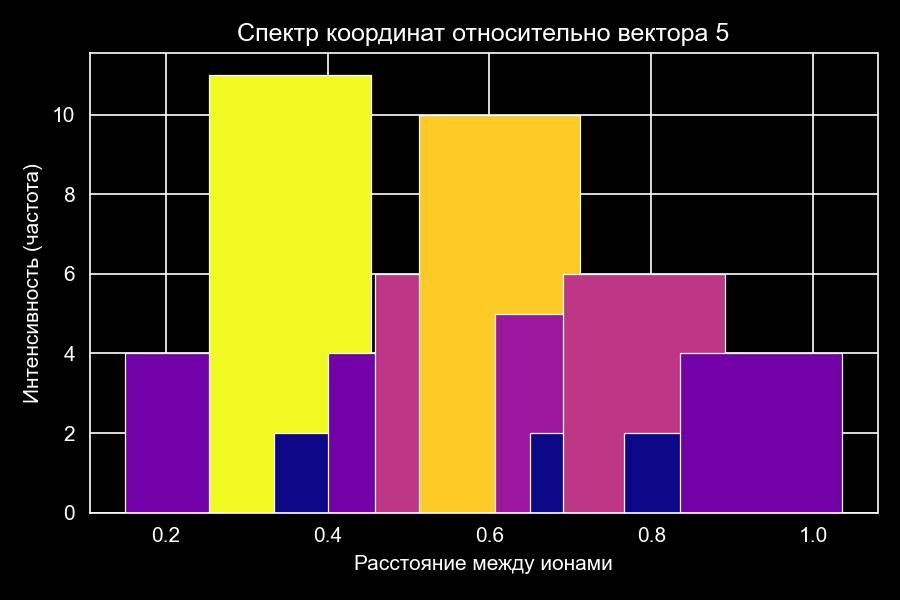 Спектр координат относительно вектора 5
Интенсивность (частота)
10
8
6
4
2
0
0.2 0.4 0.6 0.8 1.0
Расстояние между ионами